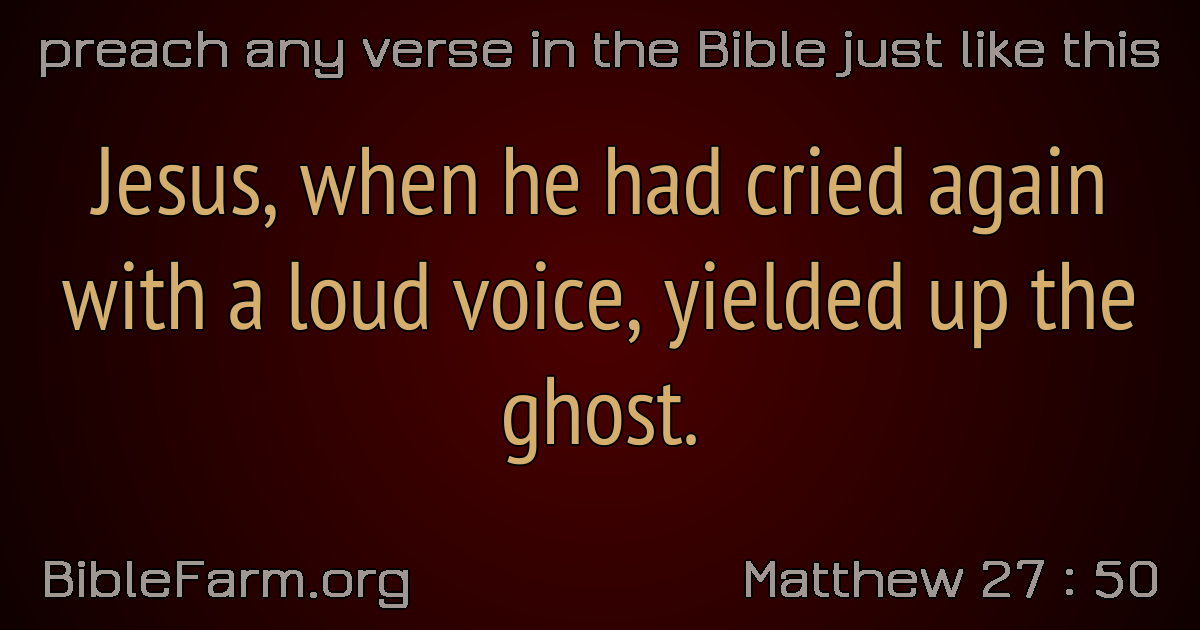 preach any verse in the Bible just like this
Jesus, when he had cried again
with a loud voice, yielded up the
ghost.
BibleFarm.org
Matthew 27 : 50